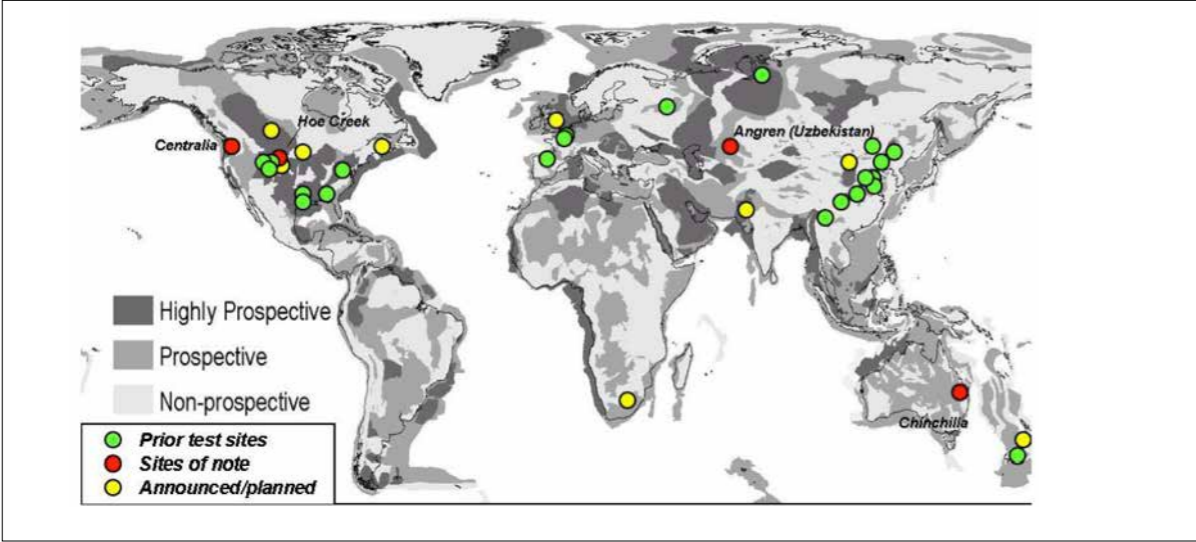 Hoe Creek
Centralia
Angren (Uzbekistan)
Highly Prospective
Prospective
Non-prospective
Chinchilla
Prior test sites
Sites of note
Announced/planned